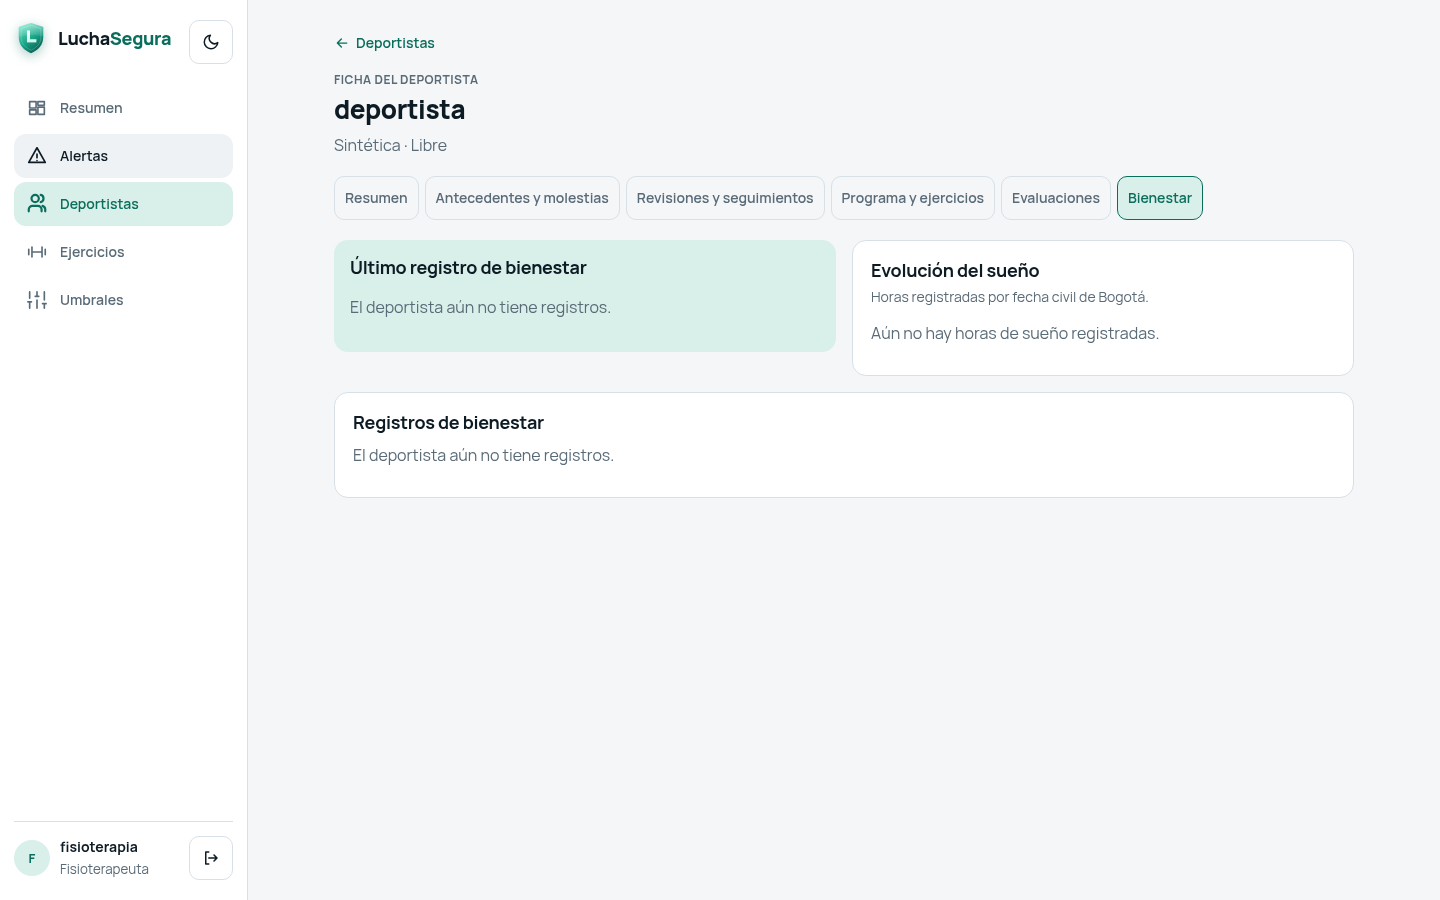 LuchaSegura
Resumen
Alertas
Deportistas
Ejercicios
Umbrales
F
fisioterapia
Fisioterapeuta
← Deportistas
FICHA DEL DEPORTISTA
deportista
Sintética · Libre
Resumen
Antecedentes y molestias
Revisiones y seguimientos
Programa y ejercicios
Evaluaciones
Bienestar
Último registro de bienestar
El deportista aún no tiene registros.
Evolución del sueño
Horas registradas por fecha civil de Bogotá.
Aún no hay horas de sueño registradas.
Registros de bienestar
El deportista aún no tiene registros.